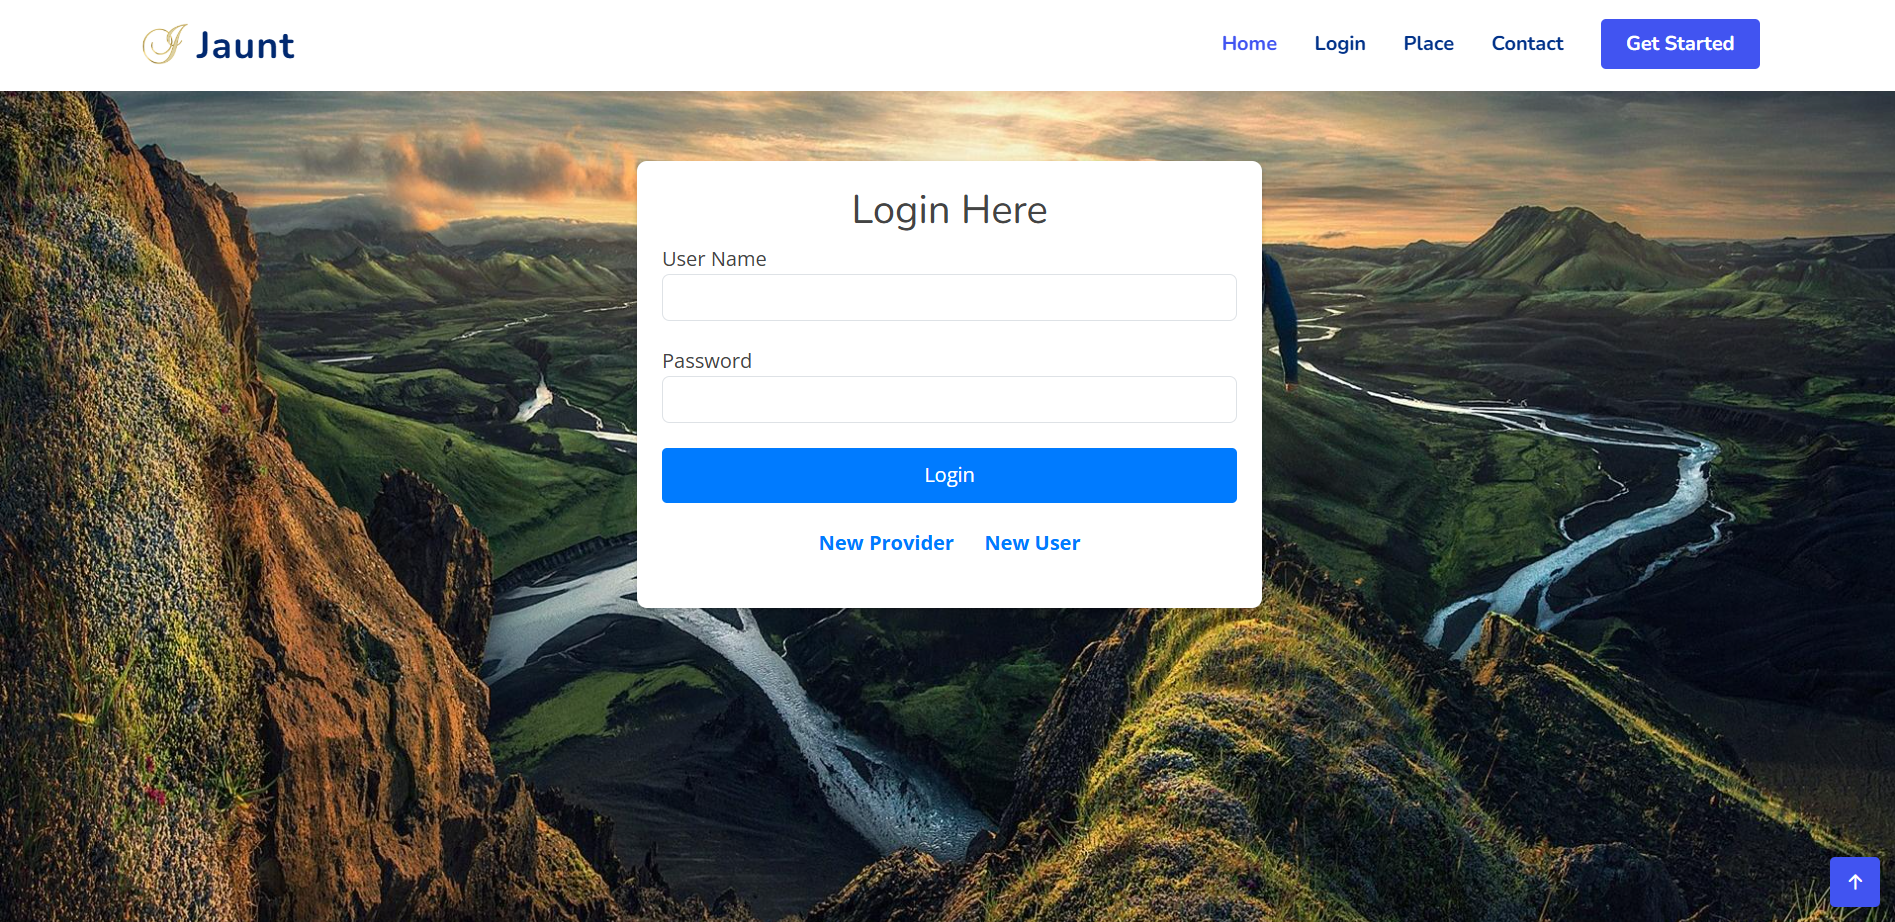 J Jaunt
Home Login Place Contact Get Started
Login Here
User Name
Password
Login
New Provider New User